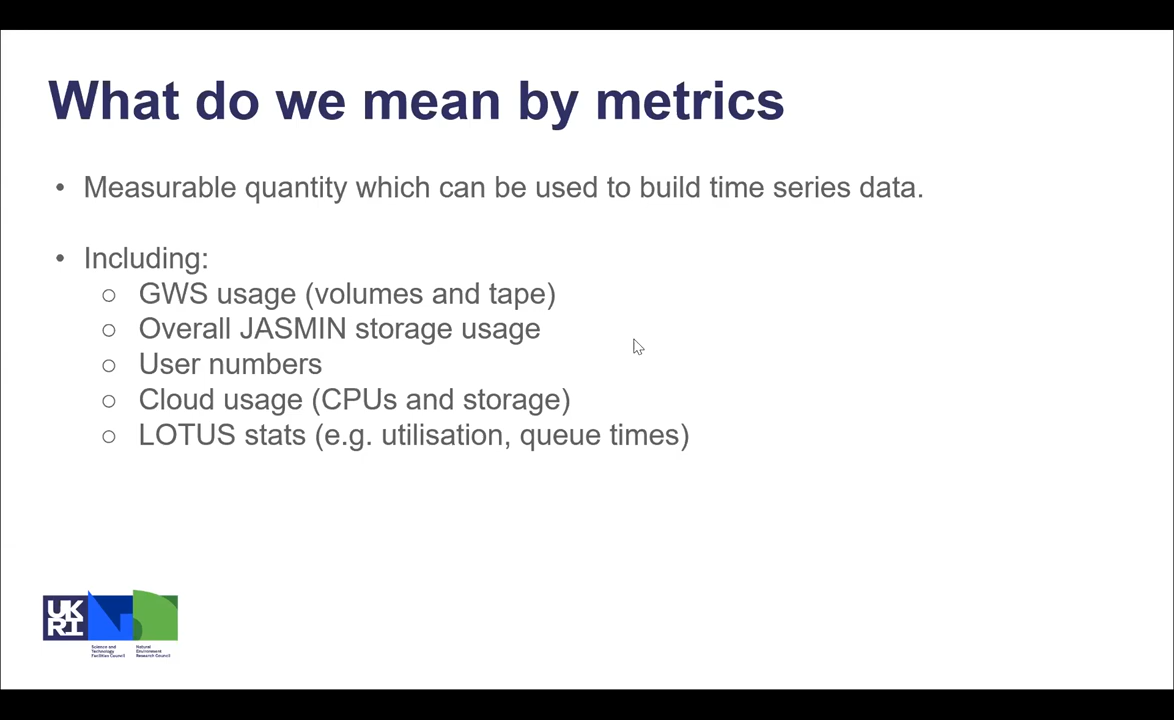 What do we mean by metrics
• Measurable quantity which can be used to build time series data.
• Including:
○ GWS usage (volumes and tape)
○ Overall JASMIN storage usage
○ User numbers
○ Cloud usage (CPUs and storage)
○ LOTUS stats (e.g. utilisation, queue times)
UK
RI
Science and
Technology
Facilities Council
Natural
Environment
Research Council